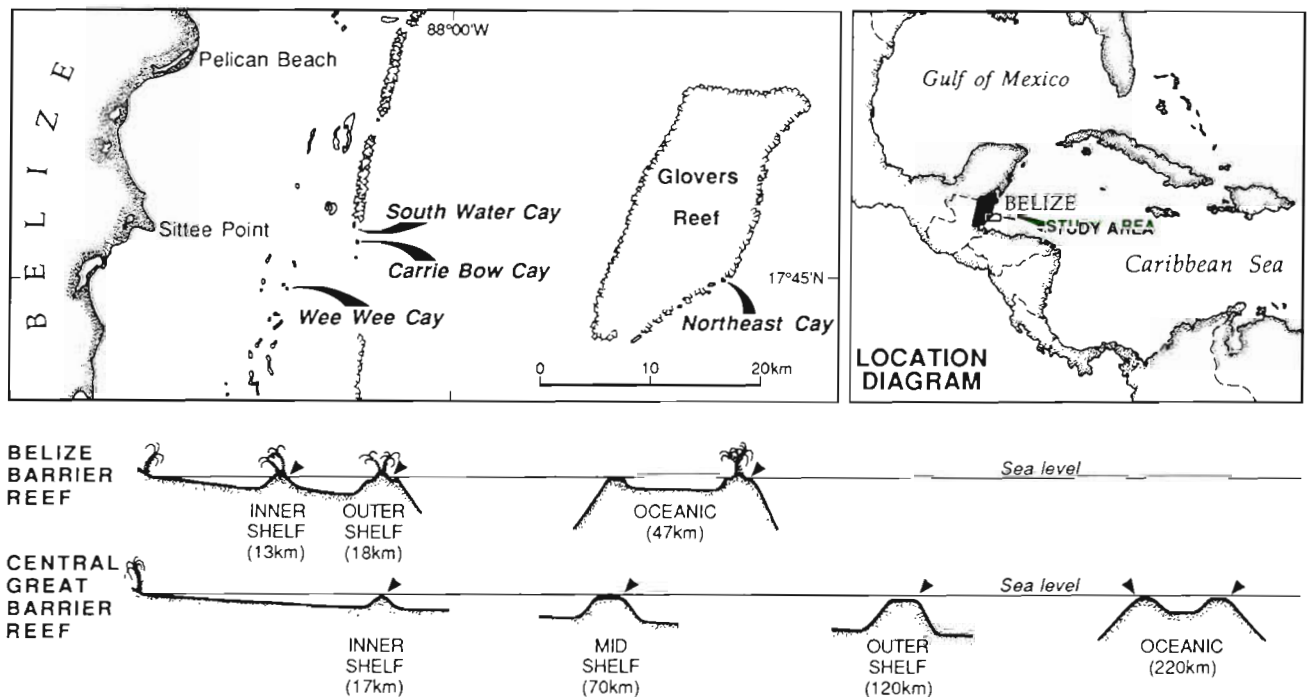 88°00'W
Pelican Beach
BELIZE
Sittee Point
South Water Cay
Carrie Bow Cay
Wee Wee Cay
Glovers
Reef
17°45'N
Northeast Cay
0 10 20km
Gulf of Mexico
BELIZE
STUDY AREA
Caribbean Sea
LOCATION
DIAGRAM
BELIZE
BARRIER
REEF
Sea level
INNER
SHELF
(13km)
OUTER
SHELF
(18km)
OCEANIC
(47km)
CENTRAL
GREAT
BARRIER
REEF
Sea level
INNER
SHELF
(17km)
MID
SHELF
(70km)
OUTER
SHELF
(120km)
OCEANIC
(220km)